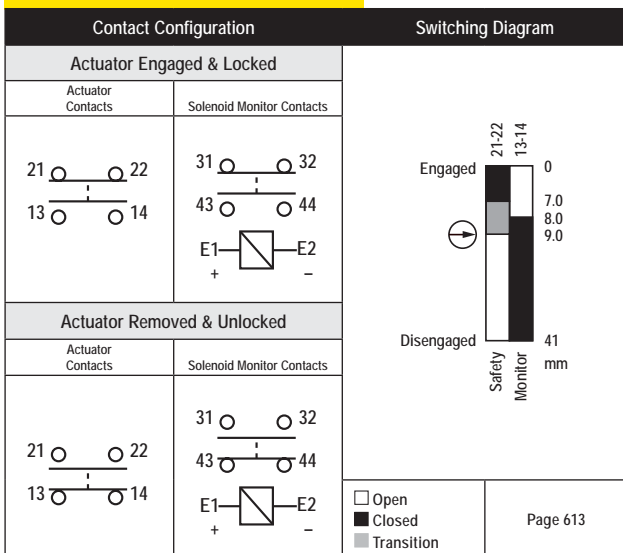 Contact Configuration
Switching Diagram
Actuator Engaged & Locked
Actuator
Contacts
Solenoid Monitor Contacts
21 22
13 14
31 32
43 44
E1 E2
+ –
Actuator Removed & Unlocked
Actuator
Contacts
Solenoid Monitor Contacts
21 22
13 14
31 32
43 44
E1 E2
+ –
21-22
13-14
Engaged 0
7.0
8.0
9.0
Disengaged 41
mm
Safety
Monitor
Open
Closed
Transition
Page 613